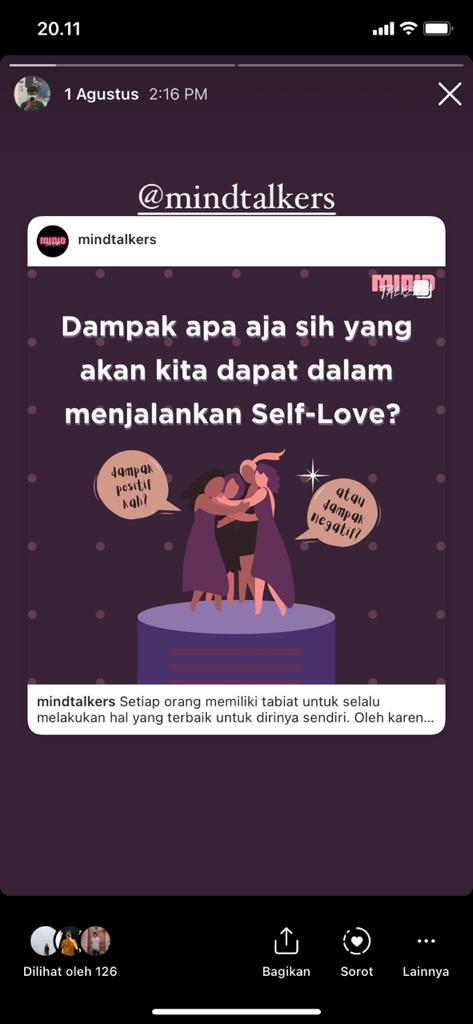 20.11
1 Agustus 2:16 PM
@mindtalkers
mindtalkers
MIND
TALKERS
Dampak apa aja sih yang
akan kita dapat dalam
menjalankan Self-Love?
dampak
positif
kah?
atau
dampak
negatif?
mindtalkers Setiap orang memiliki tabiat untuk selalu
melakukan hal yang terbaik untuk dirinya sendiri. Oleh karen...
Dilihat oleh 126
Bagikan
Sorot
Lainnya